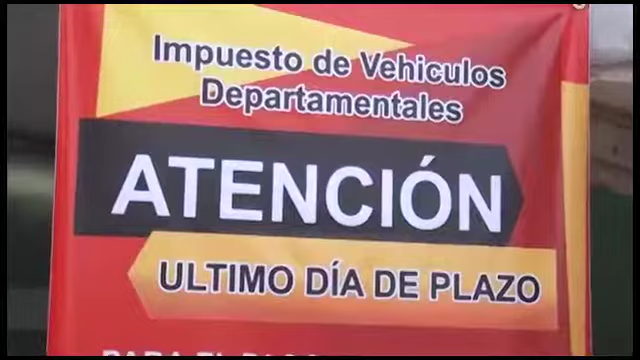 Impuesto de Vehiculos
Departamentales
ATENCIÓN
ULTIMO DÍA DE PLAZO